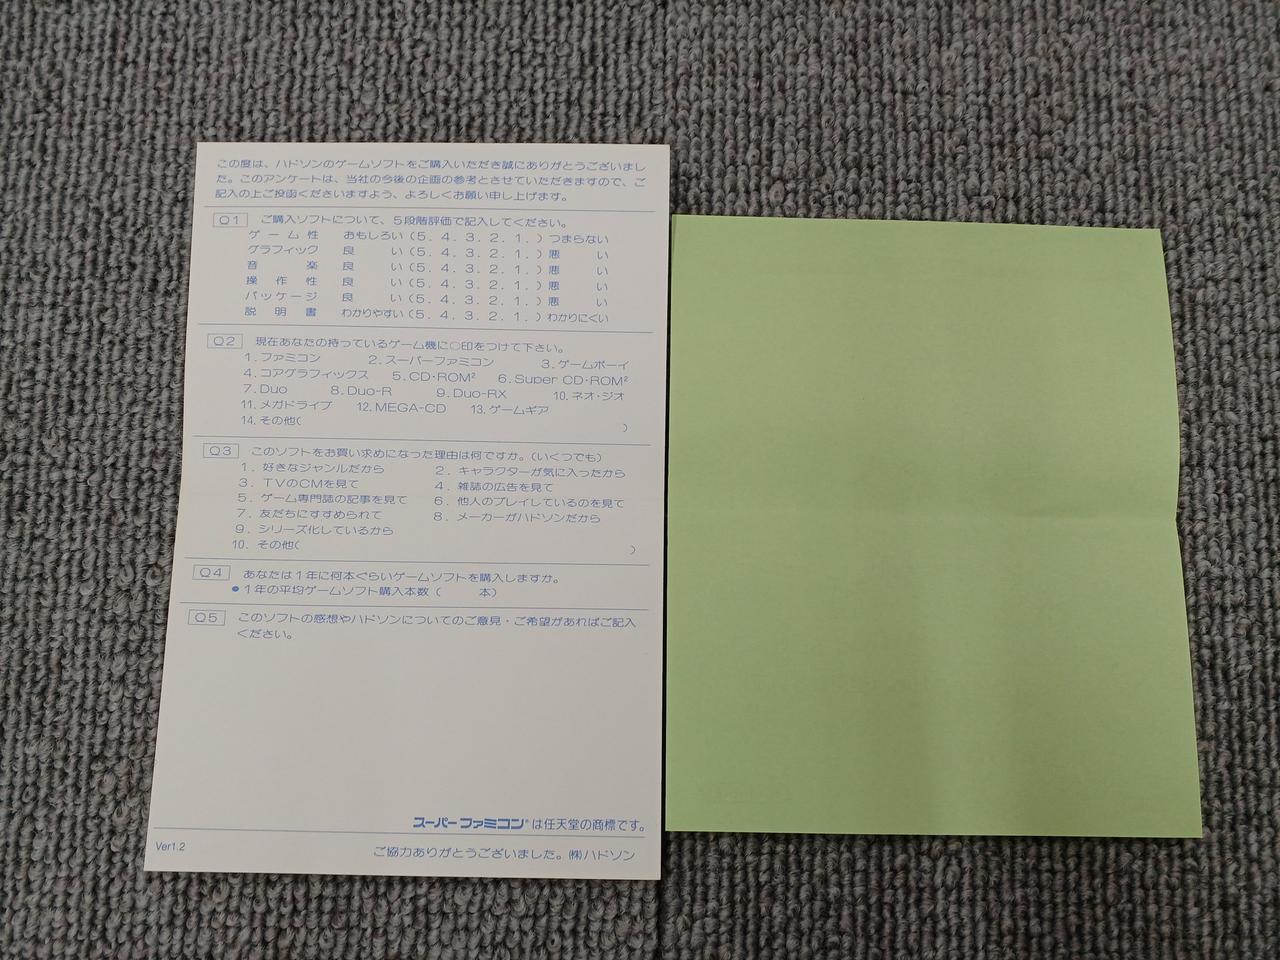 この度は、ハドソンのゲームソフトをご購入いただき誠にありがとうございまし
た。このアンケートは、当社の今後の企画の参考とさせていただきますので、ご
記入の上ご投函くださいますよう、よろしくお願い申し上げます。
Q1 ご購入ソフトについて、5段階評価で記入してください。
ゲーム性 おもしろい(5.4.3.2.1.)つまらない
グラフィック 良い(5.4.3.2.1.)悪い
音楽 良い(5.4.3.2.1.)悪い
操作性 良い(5.4.3.2.1.)悪い
パッケージ 良い(5.4.3.2.1.)悪い
説明書 わかりやすい(5.4.3.2.1.)わかりにくい
Q2 現在あなたの持っているゲーム機に○印をつけて下さい。
1.ファミコン 2.スーパーファミコン 3.ゲームボーイ
4.コアグラフィックス 5.CD・ROM² 6.Super CD・ROM²
7.Duo 8.Duo-R 9.Duo-RX 10.ネオ・ジオ
11.メガドライブ 12.MEGA-CD 13.ゲームギア
14.その他( )
Q3 このソフトをお買い求めになった理由は何ですか。(いくつでも)
1.好きなジャンルだから 2.キャラクターが気に入ったから
3.TVのCMを見て 4.雑誌の広告を見て
5.ゲーム専門誌の記事を見て 6.他人のプレイしているのを見て
7.友だちにすすめられて 8.メーカーがハドソンだから
9.シリーズ化しているから
10.その他( )
Q4 あなたは1年に何本ぐらいゲームソフトを購入しますか。
●1年の平均ゲームソフト購入本数( 本)
Q5 このソフトの感想やハドソンについてのご意見・ご希望があればご記入
ください。
スーパーファミコン®は任天堂の商標です。
Ver1.2 ご協力ありがとうございました。㈱ハドソン